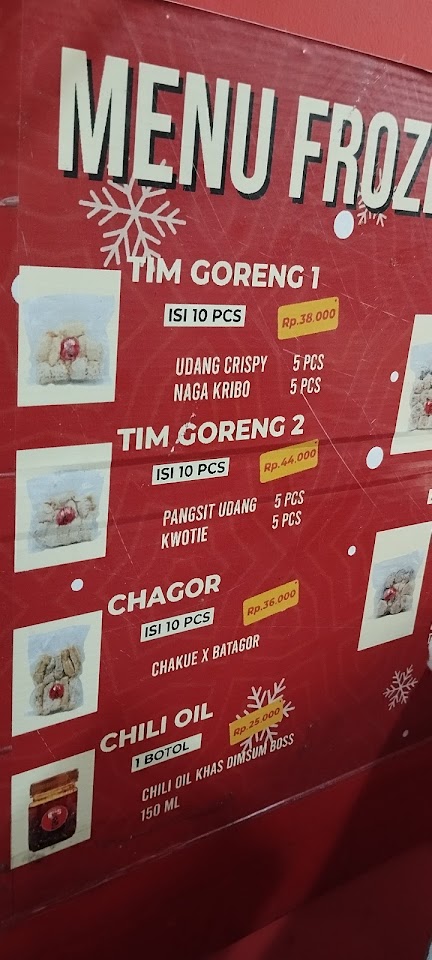 MENU FROZ
TIM GORENG 1
ISI 10 PCS
Rp.38.000
UDANG CRISPY 5 PCS
NAGA KRIBO 5 PCS
TIM GORENG 2
ISI 10 PCS
Rp.44.000
PANGSIT UDANG 5 PCS
KWOTIE 5 PCS
CHAGOR
ISI 10 PCS
Rp.36.000
CHAKUE X BATAGOR
CHILI OIL
1 BOTOL
Rp.25.000
CHILI OIL KHAS DIMSUM BOSS
150 ML